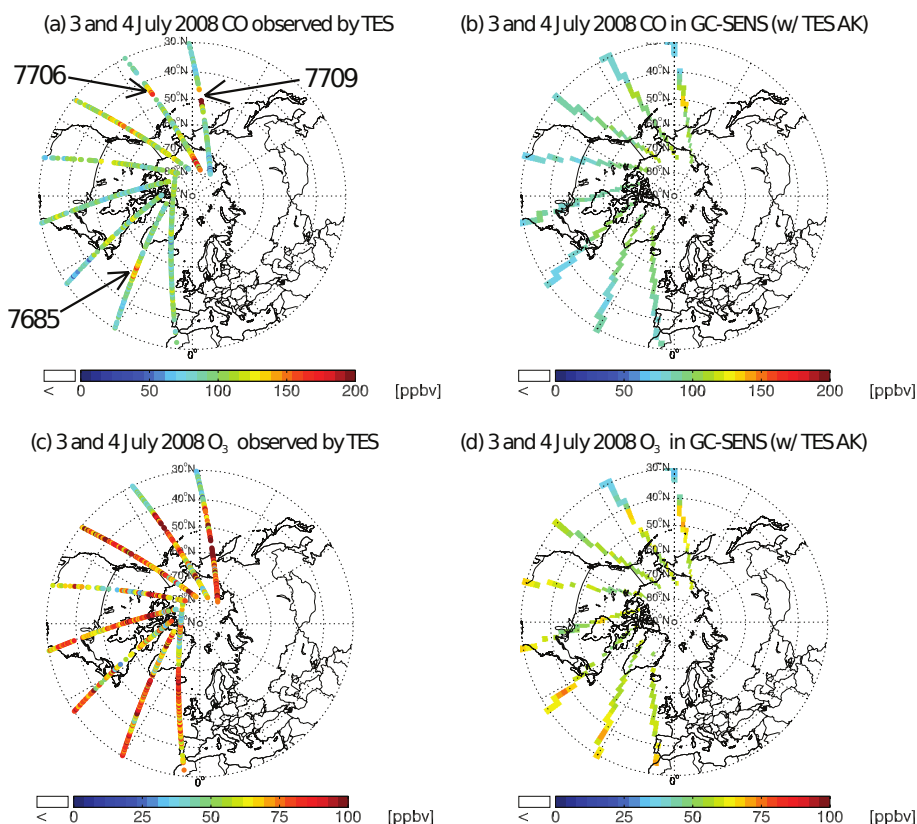 (a) 3 and 4 July 2008 CO observed by TES
(b) 3 and 4 July 2008 CO in GC-SENS (w/ TES AK)
7706
7709
7685
30°N
40°N
50°N
60°N
70°N
80°N
0°
30°N
40°N
50°N
60°N
70°N
80°N
0°
< 0 50 100 150 200 [ppbv]
< 0 50 100 150 200 [ppbv]
(c) 3 and 4 July 2008 O₃ observed by TES
(d) 3 and 4 July 2008 O₃ in GC-SENS (w/ TES AK)
30°N
40°N
50°N
60°N
70°N
80°N
0°
30°N
40°N
50°N
60°N
70°N
80°N
0°
< 0 25 50 75 100 [ppbv]
< 0 25 50 75 100 [ppbv]